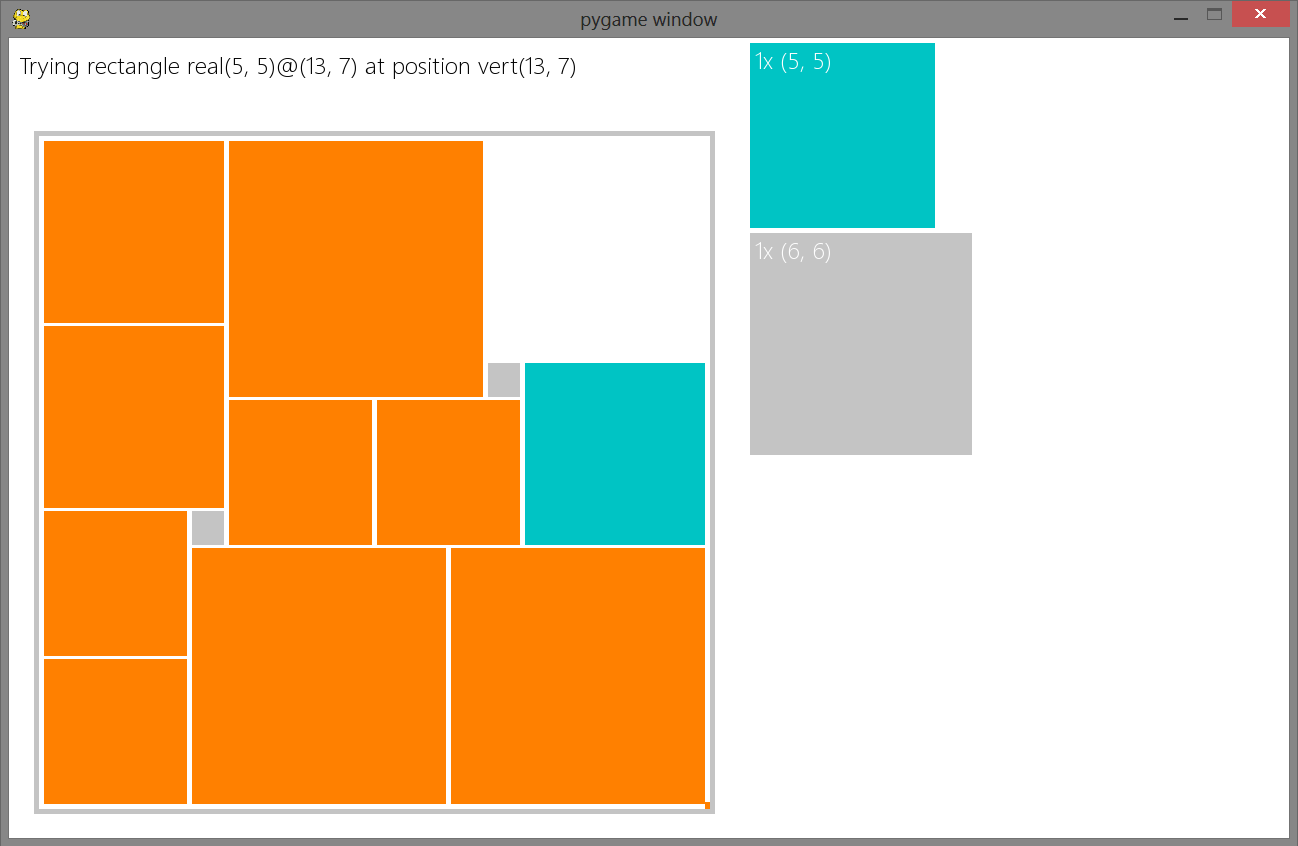 pygame window
Trying rectangle real(5, 5)@(13, 7) at position vert(13, 7)
1x (5, 5)
1x (6, 6)